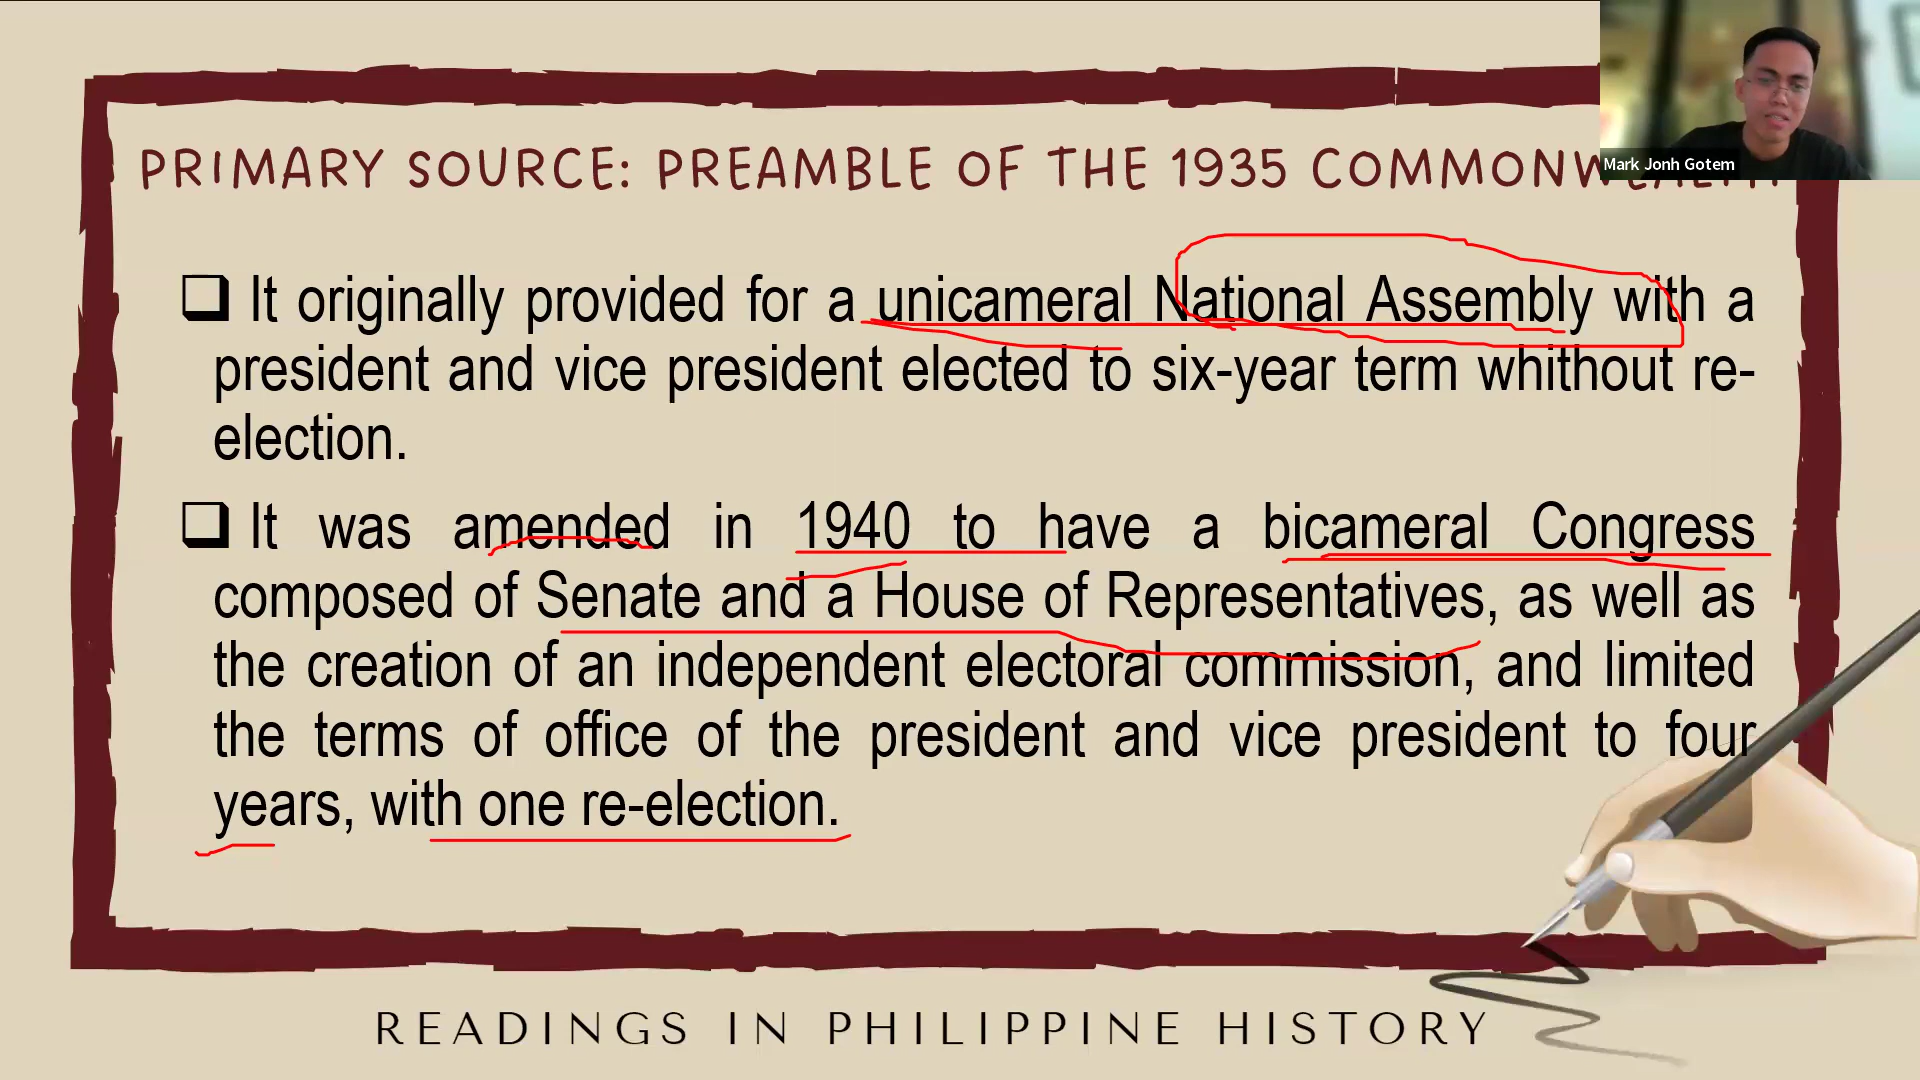 PRIMARY SOURCE: PREAMBLE OF THE 1935 COMMONWEALTH
Mark Jonh Gotem
❑ It originally provided for a unicameral National Assembly with a
president and vice president elected to six-year term whithout re-
election.
❑ It was amended in 1940 to have a bicameral Congress
composed of Senate and a House of Representatives, as well as
the creation of an independent electoral commission, and limited
the terms of office of the president and vice president to four
years, with one re-election.
READINGS IN PHILIPPINE HISTORY